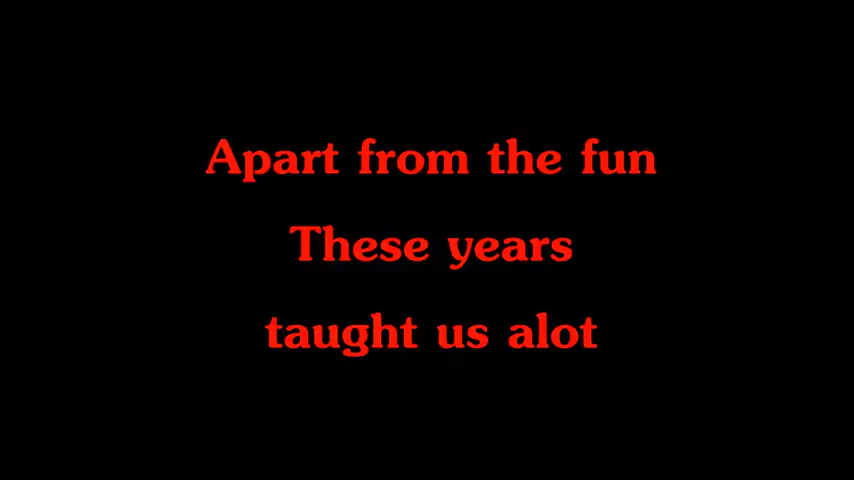 Apart from the fun
These years
taught us alot